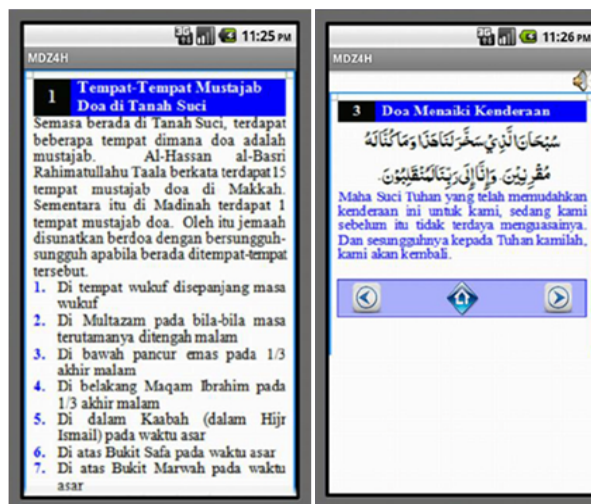 3G 11:25 PM
MDZ4H
1 Tempat-Tempat Mustajab
Doa di Tanah Suci
Semasa berada di Tanah Suci, terdapat
beberapa tempat dimana doa adalah
mustajab. Al-Hassan al-Basri
Rahimatullahu Taala berkata terdapat 15
tempat mustajab doa di Makkah.
Sementara itu di Madinah terdapat 1
tempat mustajab doa. Oleh itu jemaah
disunatkan berdoa dengan bersungguh-
sungguh apabila berada ditempat-tempat
tersebut.
1. Di tempat wukuf disepanjang masa
wukuf
2. Di Multazam pada bila-bila masa
terutamanya ditengah malam
3. Di bawah pancur emas pada 1/3
akhir malam
4. Di belakang Maqam Ibrahim pada
1/3 akhir malam
5. Di dalam Kaabah (dalam Hijr
Ismail) pada waktu asar
6. Di atas Bukit Safa pada waktu asar
7. Di atas Bukit Marwah pada waktu
asar
3G 11:26 PM
MDZ4H
3 Doa Menaiki Kenderaan
سُبْحَانَ الَّذِيْ سَخَّرَ لَنَا هَذَا وَمَا كُنَّا لَهُ
مُقْرِنِيْنَ. وَإِنَّا إِلَى رَبِّنَا لَمُنْقَلِبُوْنَ.
Maha Suci Tuhan yang telah memudahkan
kenderaan ini untuk kami, sedang kami
sebelum itu tidak terdaya menguasainya.
Dan sesungguhnya kepada Tuhan kamilah,
kami akan kembali.